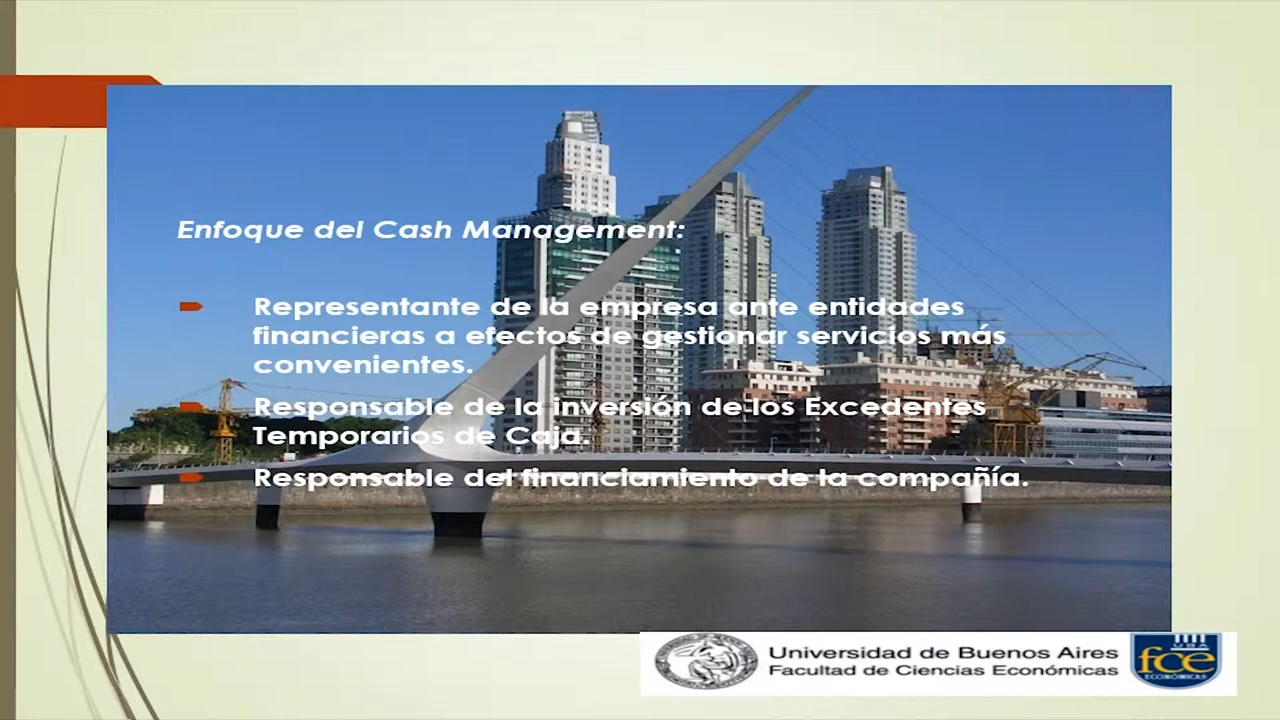 Enfoque del Cash Management:
Representante de la empresa ante entidades
financieras a efectos de gestionar servicios más
convenientes.
Responsable de la inversión de los Excedentes
Temporarios de Caja.
Responsable del financiamiento de la compañía.
Universidad de Buenos Aires
Facultad de Ciencias Económicas
UBA
fce
ECONÓMICAS